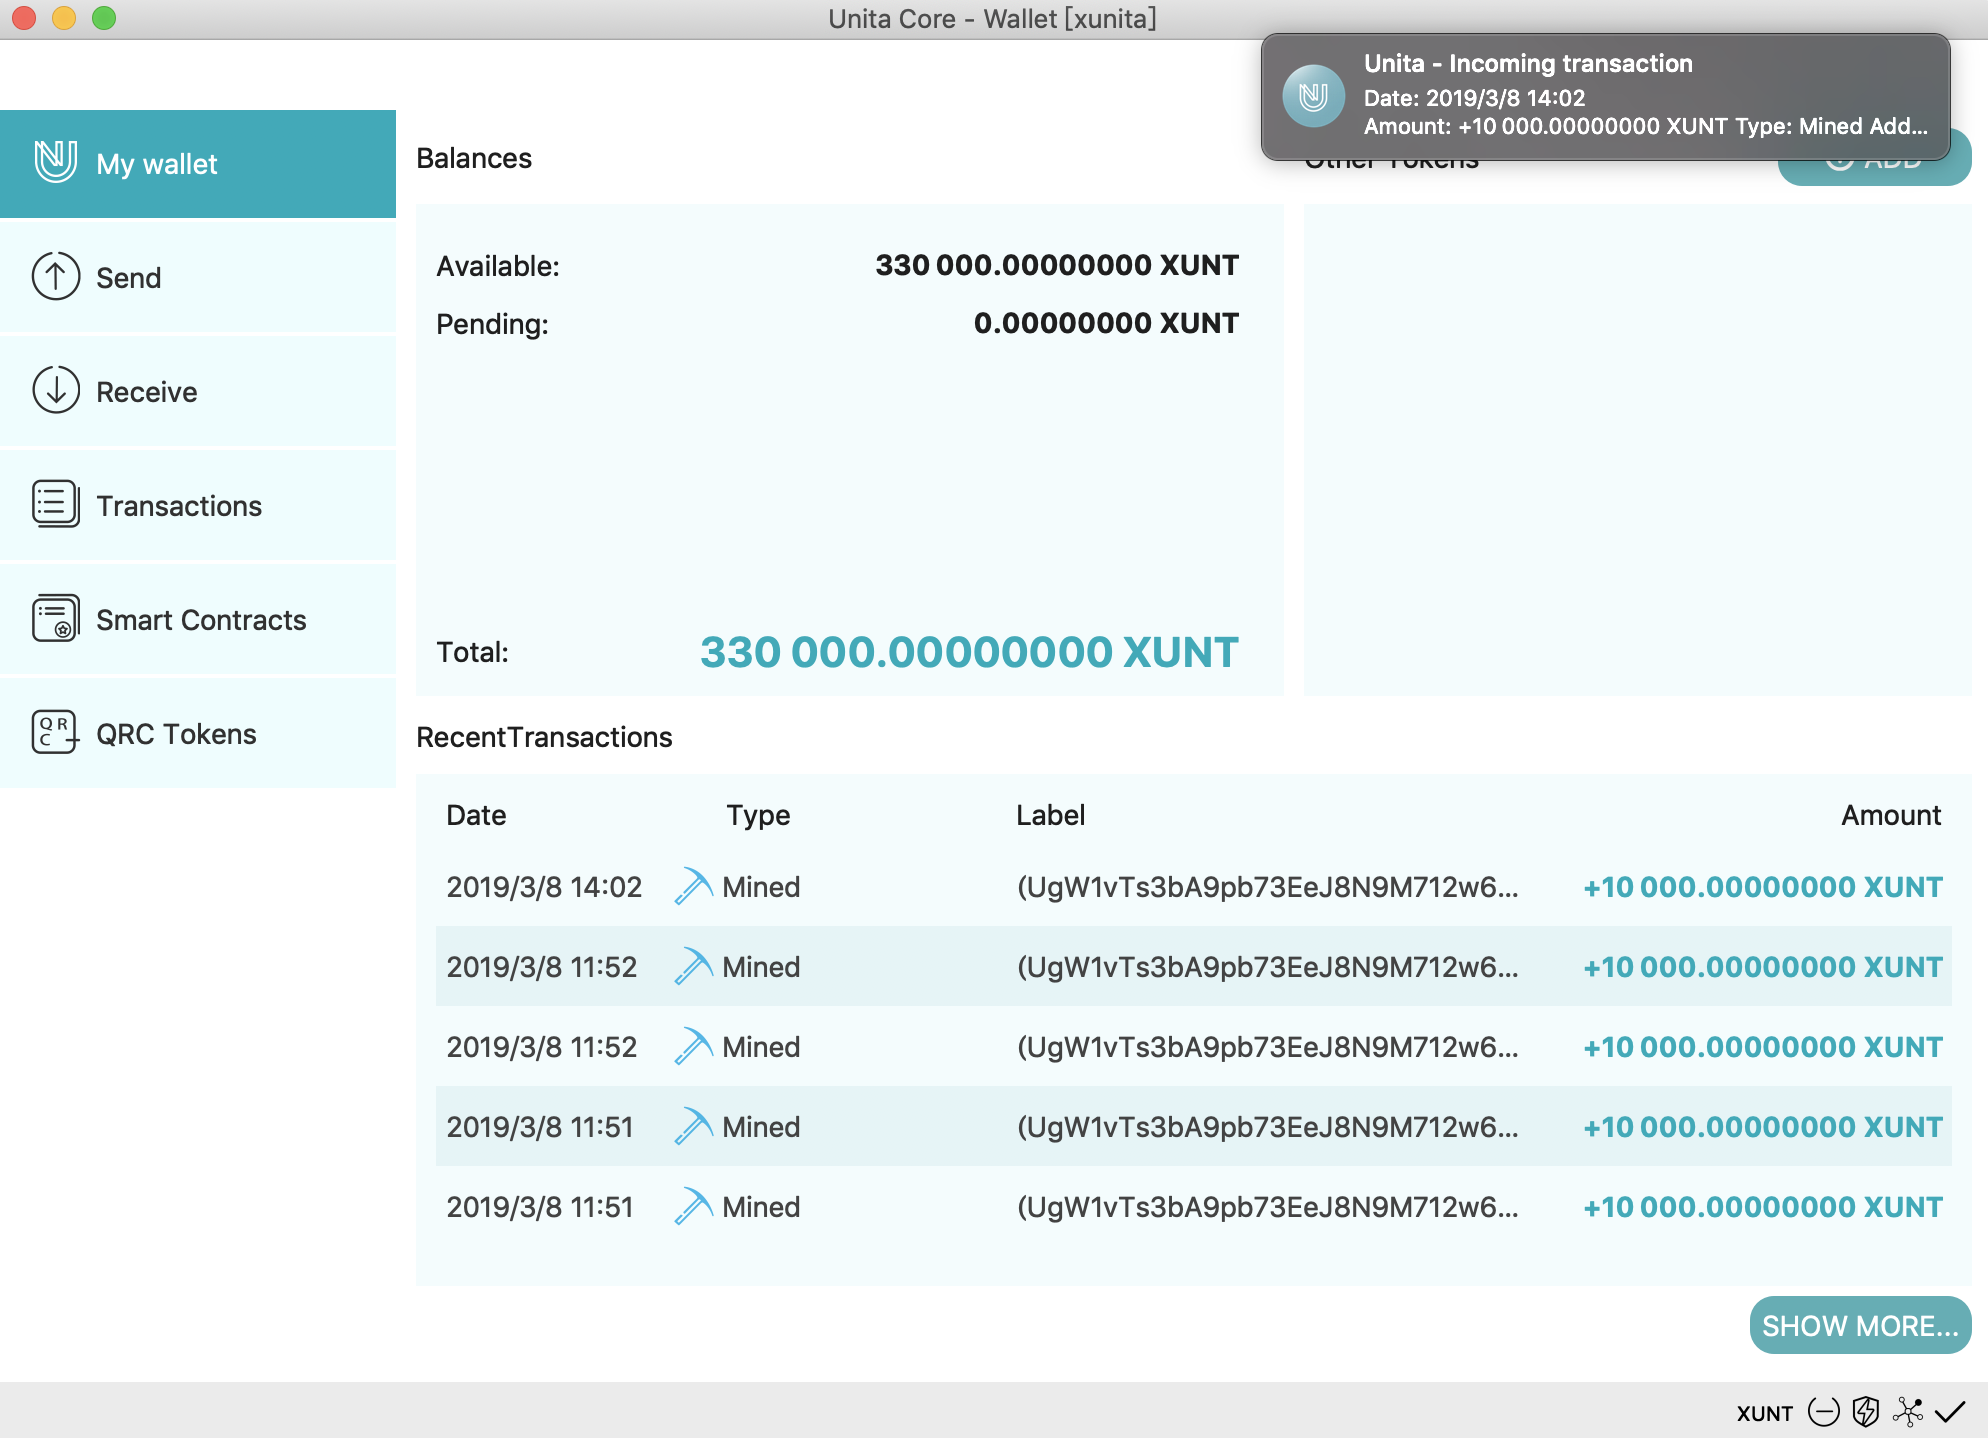 Unita Core - Wallet [xunita]
Unita - Incoming transaction
Date: 2019/3/8 14:02
Amount: +10 000.00000000 XUNT Type: Mined Add...
My wallet
Send
Receive
Transactions
Smart Contracts
QRC Tokens
Balances
Other Tokens
ADD
Available: 330 000.00000000 XUNT
Pending: 0.00000000 XUNT
Total: 330 000.00000000 XUNT
RecentTransactions
Date Type Label Amount
2019/3/8 14:02 Mined (UgW1vTs3bA9pb73EeJ8N9M712w6... +10 000.00000000 XUNT
2019/3/8 11:52 Mined (UgW1vTs3bA9pb73EeJ8N9M712w6... +10 000.00000000 XUNT
2019/3/8 11:52 Mined (UgW1vTs3bA9pb73EeJ8N9M712w6... +10 000.00000000 XUNT
2019/3/8 11:51 Mined (UgW1vTs3bA9pb73EeJ8N9M712w6... +10 000.00000000 XUNT
2019/3/8 11:51 Mined (UgW1vTs3bA9pb73EeJ8N9M712w6... +10 000.00000000 XUNT
SHOW MORE...
XUNT